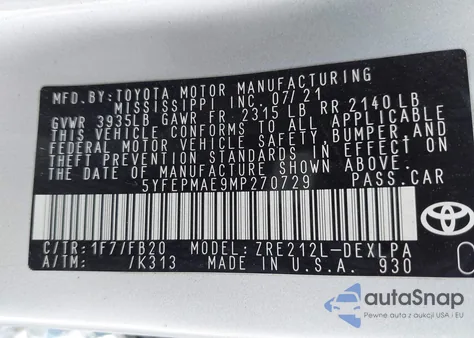 MFD.BY:TOYOTA MOTOR MANUFACTURING
MISSISSIPPI INC 07/21
GVWR 3935LB GAWR FR 2315 LB RR 2140 LB
THIS VEHICLE CONFORMS TO ALL APPLICABLE
FEDERAL MOTOR VEHICLE SAFETY, BUMPER, AND
THEFT PREVENTION STANDARDS IN EFFECT ON
THE DATE OF MANUFACTURE SHOWN ABOVE.
5YFEPMAE9MP270729 PASS.CAR
C/TR:1F7/FB20 MODEL:ZRE212L-DEXLPA
A/TM: /K313 MADE IN U.S.A. 930
TOYOTA
C
autoSnap
Pewne auta z aukcji USA i EU